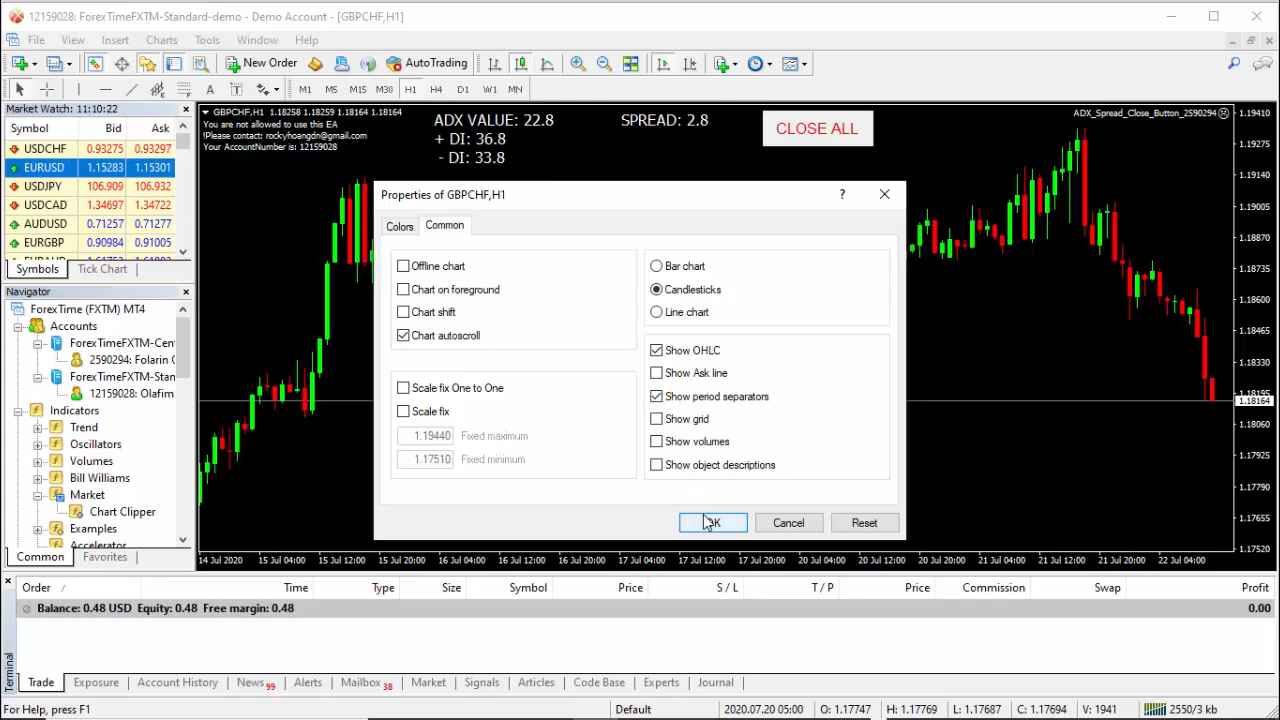 12159028: ForexTimeFXTM-Standard-demo - Demo Account - [GBPCHF,H1]
File View Insert Charts Tools Window Help
New Order AutoTrading
A T M1 M5 M15 M30 H1 H4 D1 W1 MN
Market Watch: 11:10:22
Symbol Bid Ask
USDCHF 0.93275 0.93297
EURUSD 1.15283 1.15301
USDJPY 106.909 106.932
USDCAD 1.34697 1.34722
AUDUSD 0.71257 0.71277
EURGBP 0.90984 0.91005
Symbols Tick Chart
Navigator
ForexTime (FXTM) MT4
Accounts
ForexTimeFXTM-Cen
2590294: Folarin O
ForexTimeFXTM-Stan
12159028: Olafim
Indicators
Trend
Oscillators
Volumes
Bill Williams
Market
Chart Clipper
Examples
Accelerator
Common Favorites
GBPCHF,H1 1.18258 1.18259 1.18164 1.18164
You are not allowed to use this EA
!Please contact: rockyhoangdn@gmail.com
Your AccountNumber is: 12159028
ADX VALUE: 22.8
+ DI: 36.8
- DI: 33.8
SPREAD: 2.8
CLOSE ALL
ADX_Spread_Close_Button_2590294
1.19410
1.19275
1.19140
1.19005
1.18870
1.18735
1.18600
1.18465
1.18330
1.18195
1.18164
1.18060
1.17925
1.17790
1.17655
1.17520
Properties of GBPCHF,H1 ?
Colors Common
Offline chart
Chart on foreground
Chart shift
Chart autoscroll
Scale fix One to One
Scale fix
1.19440 Fixed maximum
1.17510 Fixed minimum
Bar chart
Candlesticks
Line chart
Show OHLC
Show Ask line
Show period separators
Show grid
Show volumes
Show object descriptions
OK Cancel Reset
14 Jul 2020 15 Jul 04:00 15 Jul 12:00 15 Jul 20:00 16 Jul 04:00 16 Jul 12:00 16 Jul 20:00 17 Jul 04:00 17 Jul 12:00 17 Jul 20:00 20 Jul 04:00 20 Jul 12:00 20 Jul 20:00 21 Jul 04:00 21 Jul 12:00 21 Jul 20:00 22 Jul 04:00
Order / Time Type Size Symbol Price S / L T / P Price Commission Swap Profit
Balance: 0.48 USD Equity: 0.48 Free margin: 0.48 0.00
Terminal
Trade Exposure Account History News 99 Alerts Mailbox 38 Market Signals Articles Code Base Experts Journal
For Help, press F1 Default 2020.07.20 05:00 O: 1.17747 H: 1.17769 L: 1.17687 C: 1.17694 V: 1941 2550/3 kb